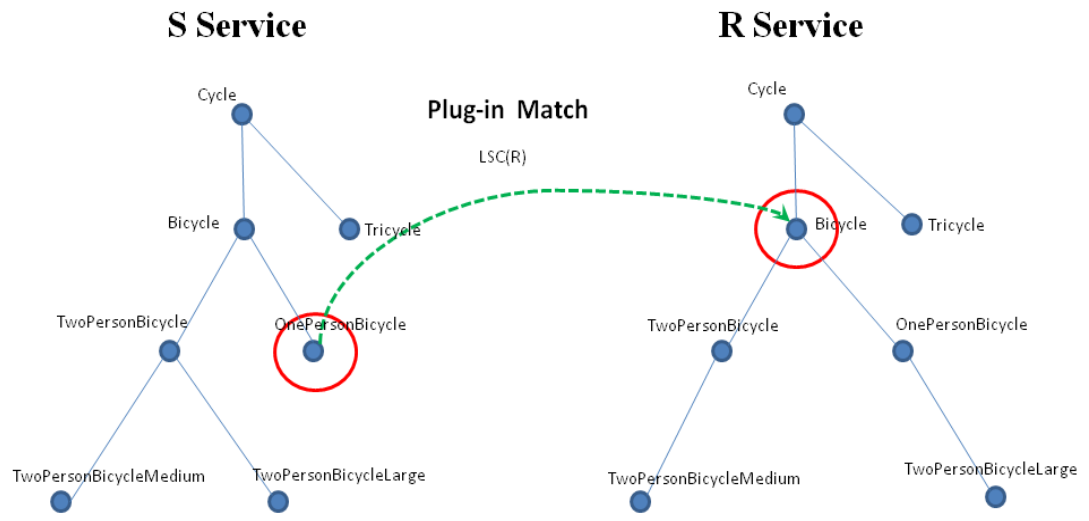 S Service
R Service
Cycle
Cycle
Plug-in Match
LSC(R)
Bicycle
Tricycle
Bicycle
Tricycle
TwoPersonBicycle
OnePersonBicycle
TwoPersonBicycle
OnePersonBicycle
TwoPersonBicycleMedium
TwoPersonBicycleLarge
TwoPersonBicycleMedium
TwoPersonBicycleLarge